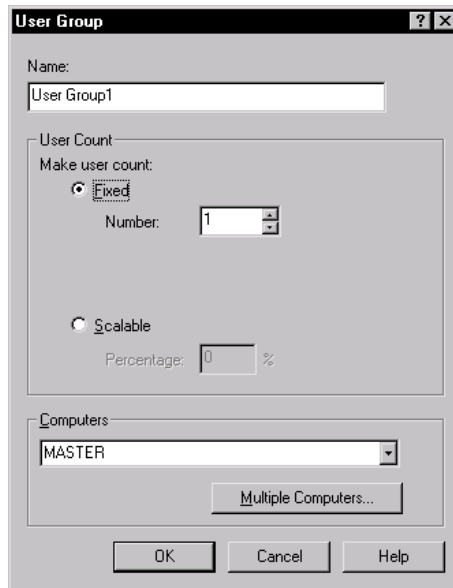 User Group
Name:
User Group1
User Count
Make user count:
Fixed
Number: 1
Scalable
Percentage: 0 %
Computers
MASTER
Multiple Computers...
OK Cancel Help